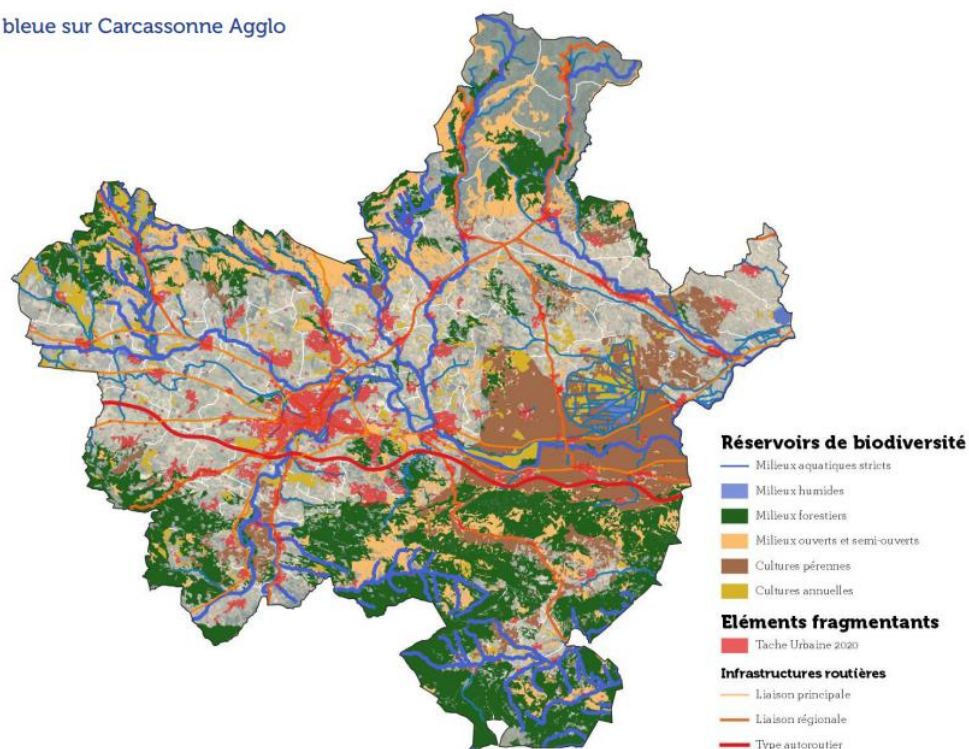 bleue sur Carcassonne Agglo
Réservoirs de biodiversité
Milieux aquatiques stricts
Milieux humides
Milieux forestiers
Milieux ouverts et semi-ouverts
Cultures pérennes
Cultures annuelles
Eléments fragmentants
Tache Urbaine 2020
Infrastructures routières
Liaison principale
Liaison régionale
Type autoroutier